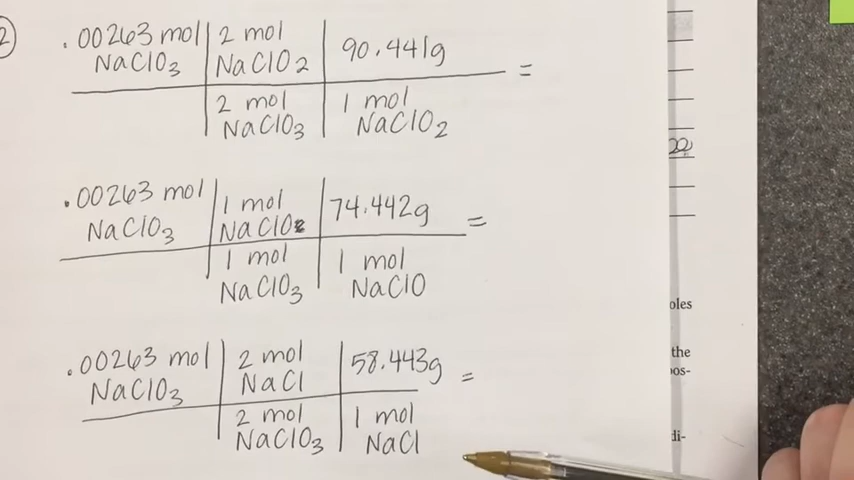 2
.00263 mol 2 mol 90.441g
NaClO3 NaClO2
=
2 mol 1 mol
NaClO3 NaClO2
.00263 mol 1 mol 74.442g
NaClO3 NaClO
=
1 mol 1 mol
NaClO3 NaClO
.00263 mol 2 mol 58.443g
NaClO3 NaCl
=
2 mol 1 mol
NaClO3 NaCl
22
oles
the
pos-
di-